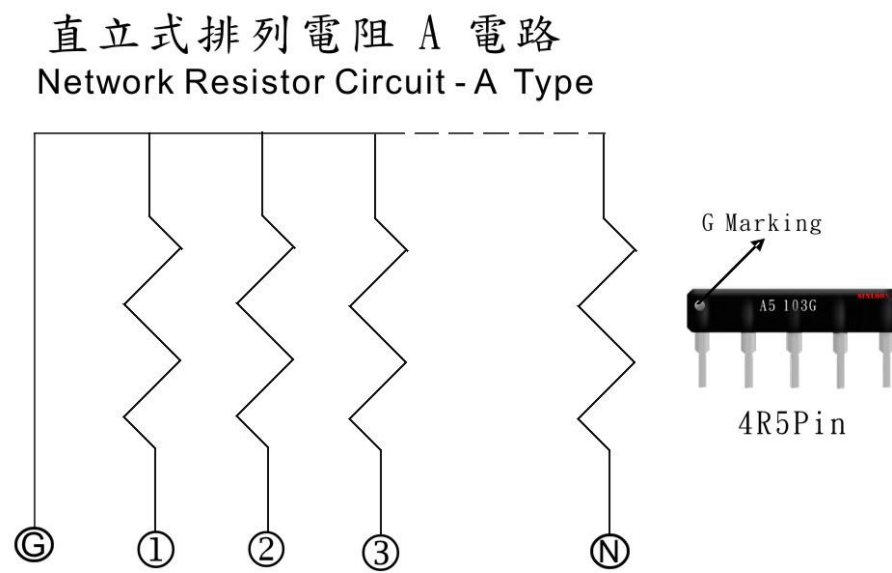 直立式排列電阻 A 電路
Network Resistor Circuit - A Type
G Marking
A5 103G
4R5Pin
G
1
2
3
N